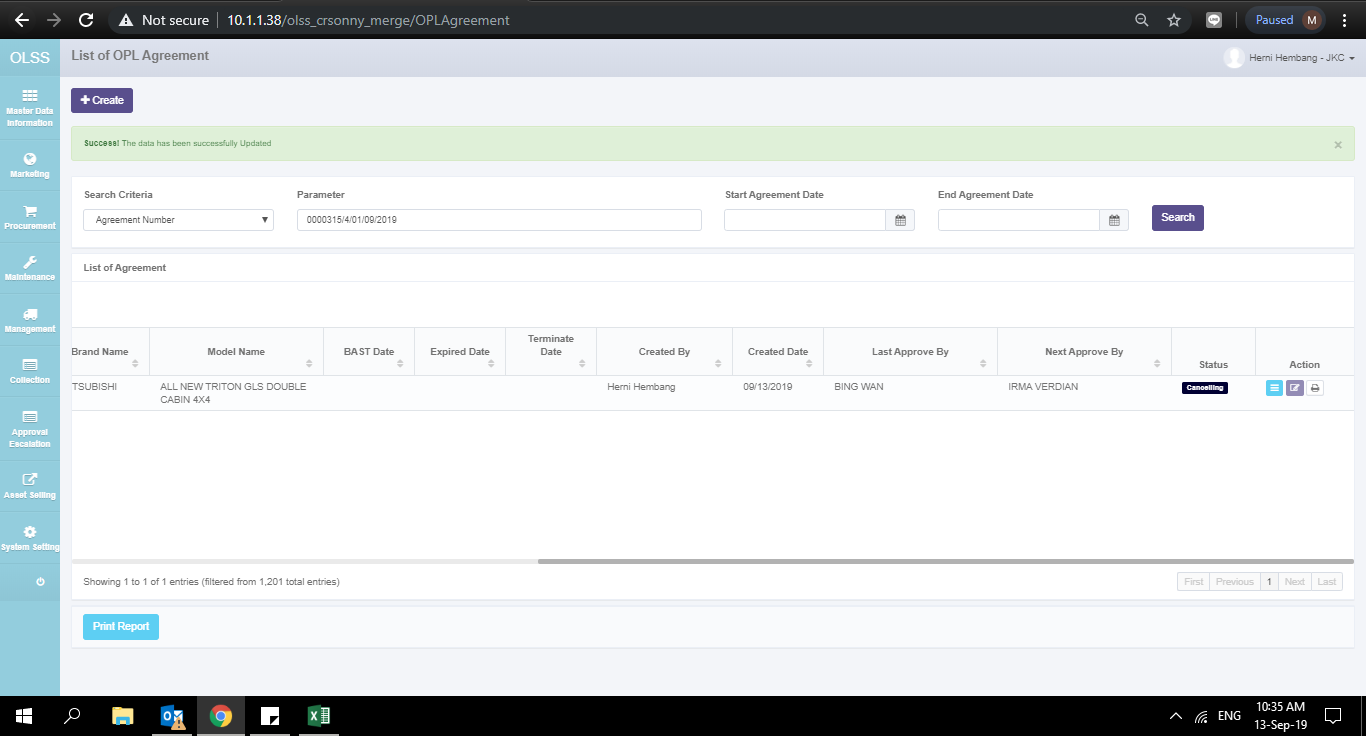 Not secure 10.1.1.38/olss_crsonny_merge/OPLAgreement Paused M
OLSS List of OPL Agreement Herni Hembang - JKC
Master Data
Information
Marketing
Procurement
Maintenance
Management
Collection
Approval
Escalation
Asset Selling
System Setting
Create
Success! The data has been successfully Updated ×
Search Criteria Parameter Start Agreement Date End Agreement Date
Agreement Number 0000315/4/01/09/2019 Search
List of Agreement
Brand Name Model Name BAST Date Expired Date Terminate Date Created By Created Date Last Approve By Next Approve By Status Action
TSUBISHI ALL NEW TRITON GLS DOUBLE Herni Hembang 09/13/2019 BING WAN IRMA VERDIAN Cancelling
CABIN 4X4
Showing 1 to 1 of 1 entries (filtered from 1,201 total entries) First Previous 1 Next Last
Print Report
ENG 10:35 AM
13-Sep-19